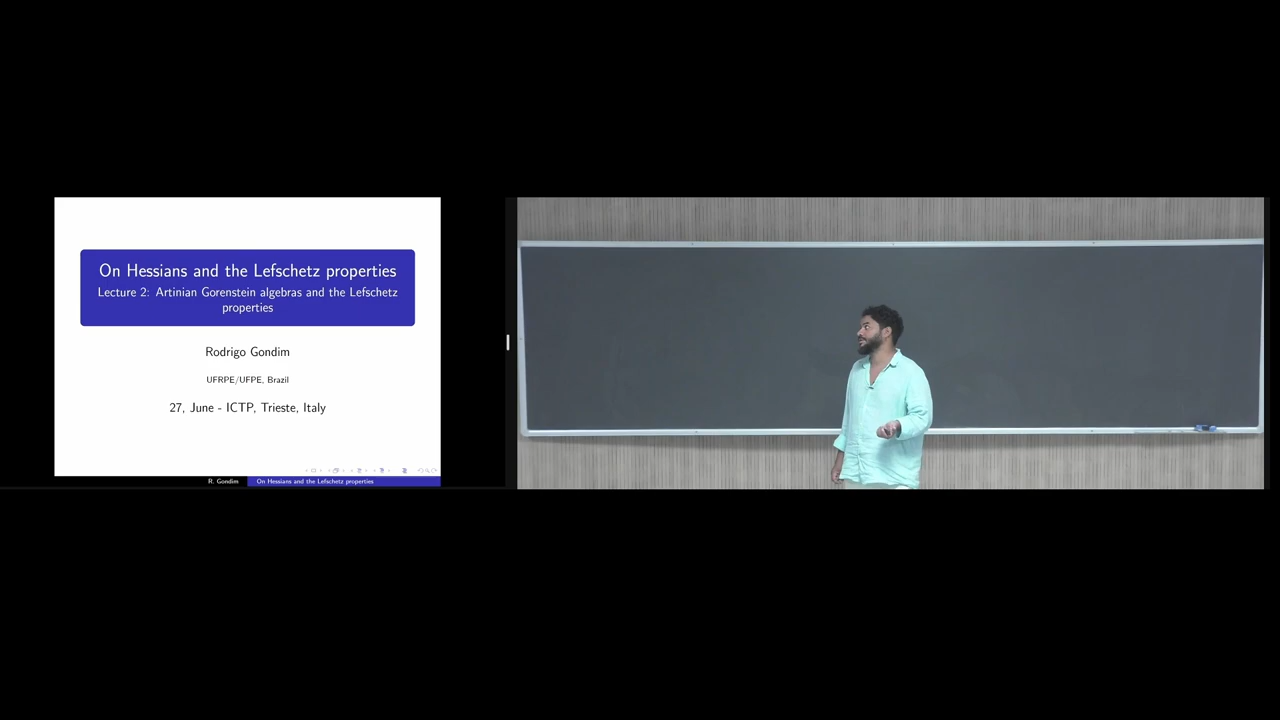 On Hessians and the Lefschetz properties
Lecture 2: Artinian Gorenstein algebras and the Lefschetz
properties
Rodrigo Gondim
UFRPE/UFPE, Brazil
27, June - ICTP, Trieste, Italy
R. Gondim
On Hessians and the Lefschetz properties